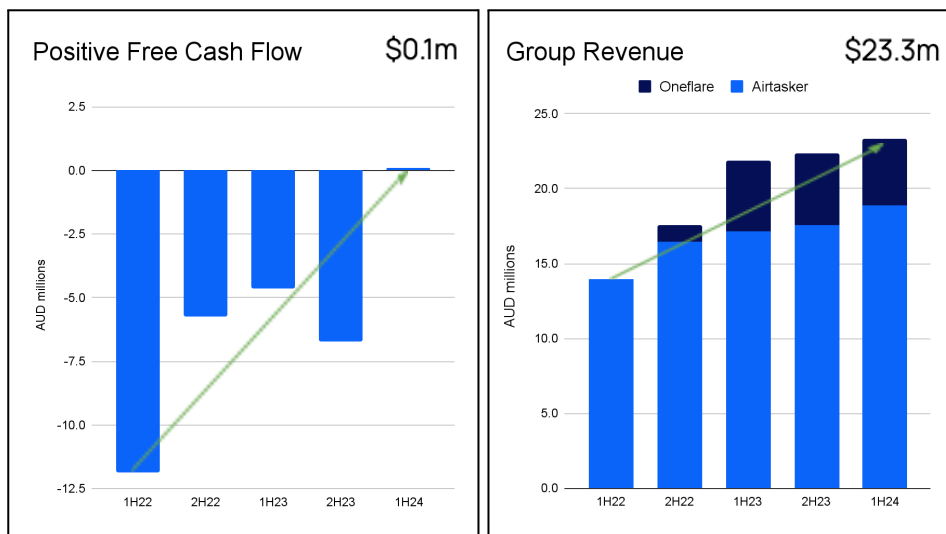 Positive Free Cash Flow $0.1m
2.5
0.0
-2.5
-5.0
-7.5
-10.0
-12.5
AUD millions
1H22 2H22 1H23 2H23 1H24
Group Revenue $23.3m
Oneflare Airtasker
25.0
20.0
15.0
10.0
5.0
0.0
AUD millions
1H22 2H22 1H23 2H23 1H24